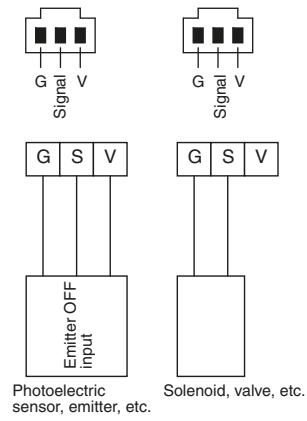 G Signal V
G Signal V
G S V
G S V
Emitter OFF
input
Photoelectric
sensor, emitter, etc.
Solenoid, valve, etc.